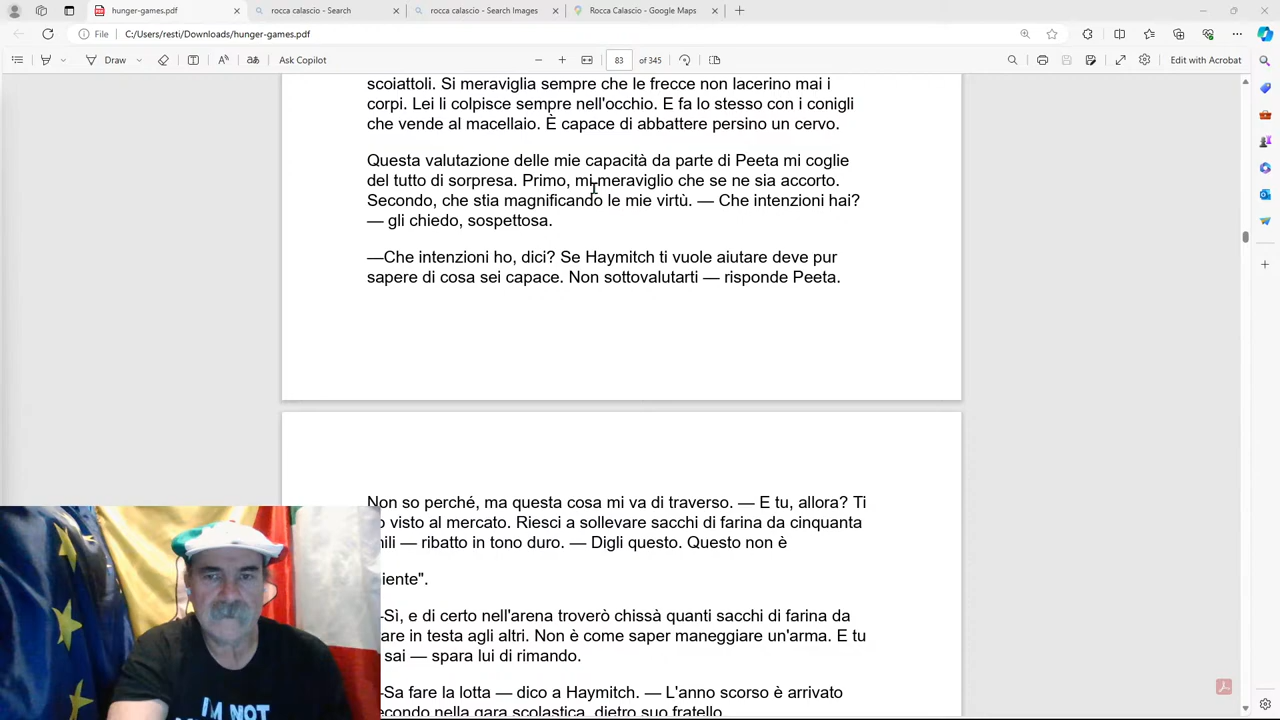 hunger-games.pdf
rocca calascio - Search
rocca calascio - Search Images
Rocca Calascio - Google Maps
File C:/Users/resti/Downloads/hunger-games.pdf
Draw Ask Copilot 83 of 345 Edit with Acrobat
scoiattoli. Si meraviglia sempre che le frecce non lacerino mai i
corpi. Lei li colpisce sempre nell'occhio. E fa lo stesso con i conigli
che vende al macellaio. È capace di abbattere persino un cervo.
Questa valutazione delle mie capacità da parte di Peeta mi coglie
del tutto di sorpresa. Primo, mi meraviglio che se ne sia accorto.
Secondo, che stia magnificando le mie virtù. — Che intenzioni hai?
— gli chiedo, sospettosa.
—Che intenzioni ho, dici? Se Haymitch ti vuole aiutare deve pur
sapere di cosa sei capace. Non sottovalutarti — risponde Peeta.
Non so perché, ma questa cosa mi va di traverso. — E tu, allora? Ti
visto al mercato. Riesci a sollevare sacchi di farina da cinquanta
— ribatto in tono duro. — Digli questo. Questo non è
iente".
Sì, e di certo nell'arena troverò chissà quanti sacchi di farina da
are in testa agli altri. Non è come saper maneggiare un'arma. E tu
sai — spara lui di rimando.
Sa fare la lotta — dico a Haymitch. — L'anno scorso è arrivato
econdo nella gara scolastica, dietro suo fratello.
I'M NOT